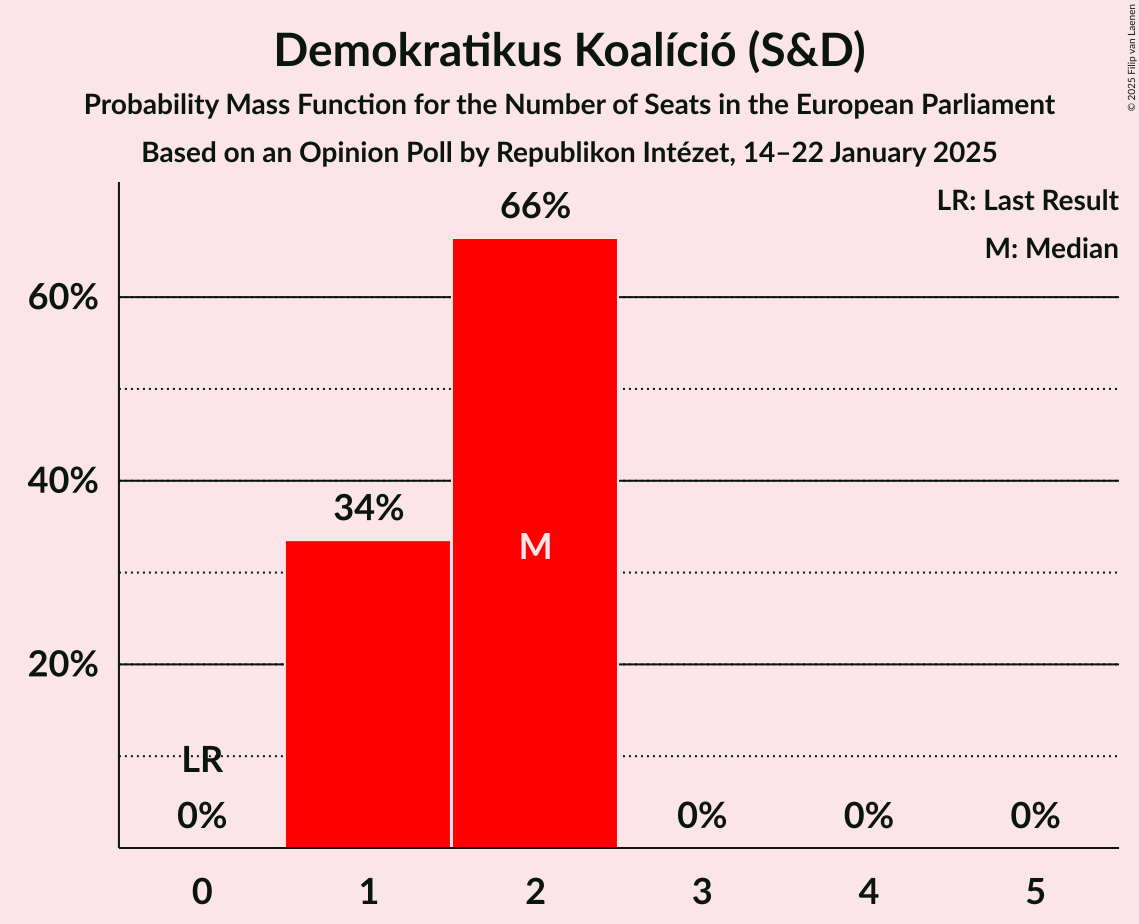 Demokratikus Koalíció (S&D)
Probability Mass Function for the Number of Seats in the European Parliament
Based on an Opinion Poll by Republikon Intézet, 14–22 January 2025
© 2025 Filip van Laenen
LR: Last Result
M: Median
66%
60%
40%
34%
M
20%
LR
0%
0%
0%
0%
0
1
2
3
4
5